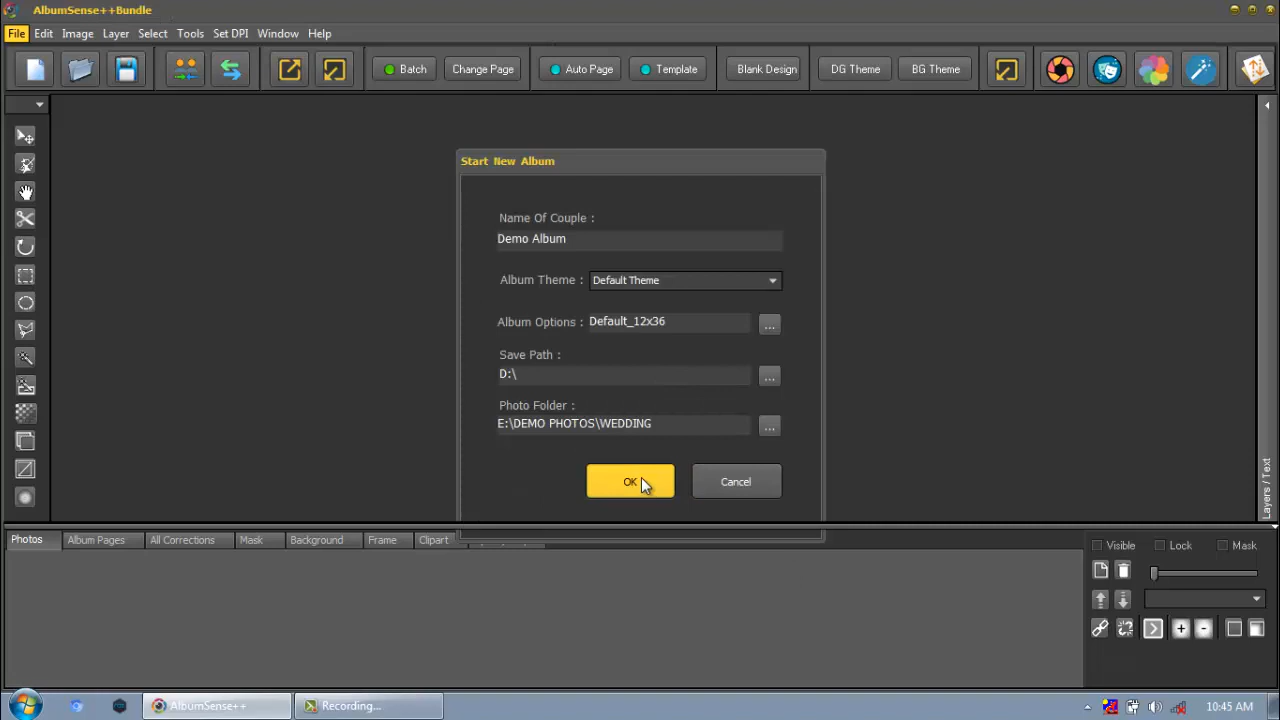 AlbumSense++Bundle
File Edit Image Layer Select Tools Set DPI Window Help
Batch Change Page Auto Page Template Blank Design DG Theme BG Theme
Start New Album
Name Of Couple :
Demo Album
Album Theme : Default Theme
Album Options : Default_12x36 ...
Save Path :
D:\ ...
Photo Folder :
E:\DEMO PHOTOS\WEDDING ...
OK Cancel
Layers / Text
Photos Album Pages All Corrections Mask Background Frame Clipart
Visible Lock Mask
AlbumSense++ Recording... 10:45 AM